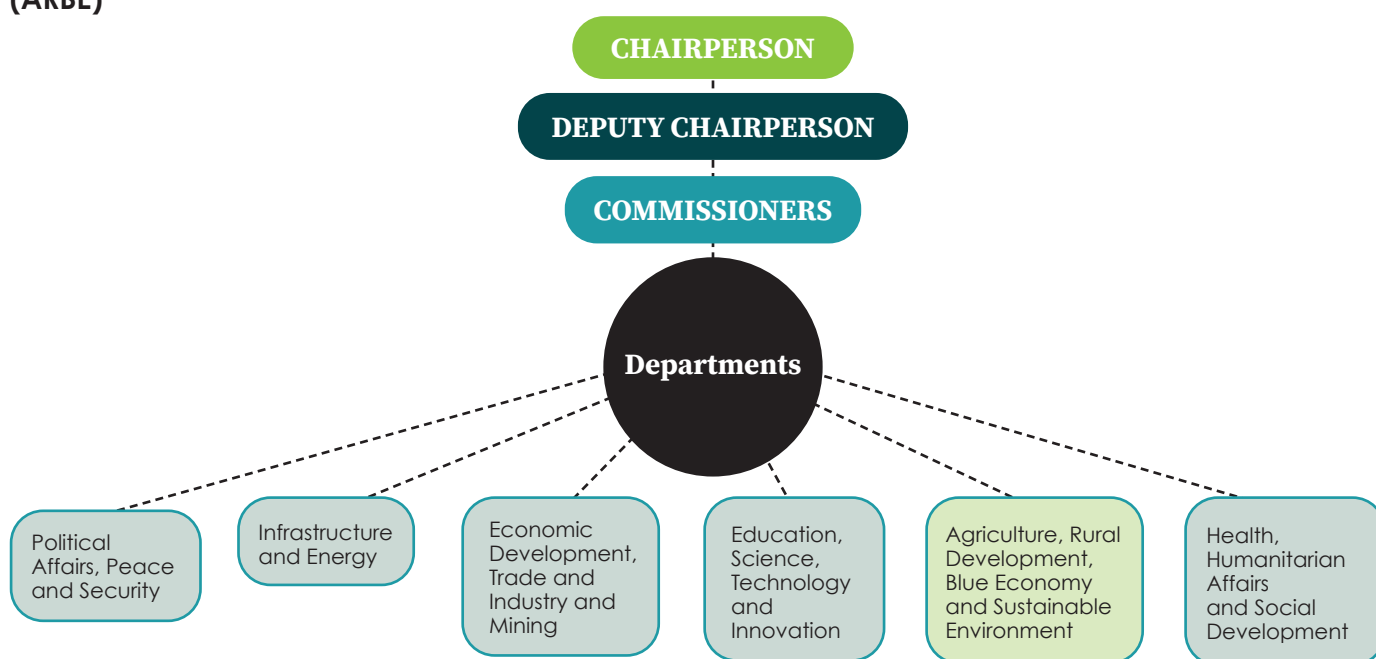 (ARBE)
CHAIRPERSON
DEPUTY CHAIRPERSON
COMMISSIONERS
Departments
Political
Affairs, Peace
and Security
Infrastructure
and Energy
Economic
Development,
Trade and
Industry and
Mining
Education,
Science,
Technology
and
Innovation
Agriculture, Rural
Development,
Blue Economy
and Sustainable
Environment
Health,
Humanitarian
Affairs
and Social
Development